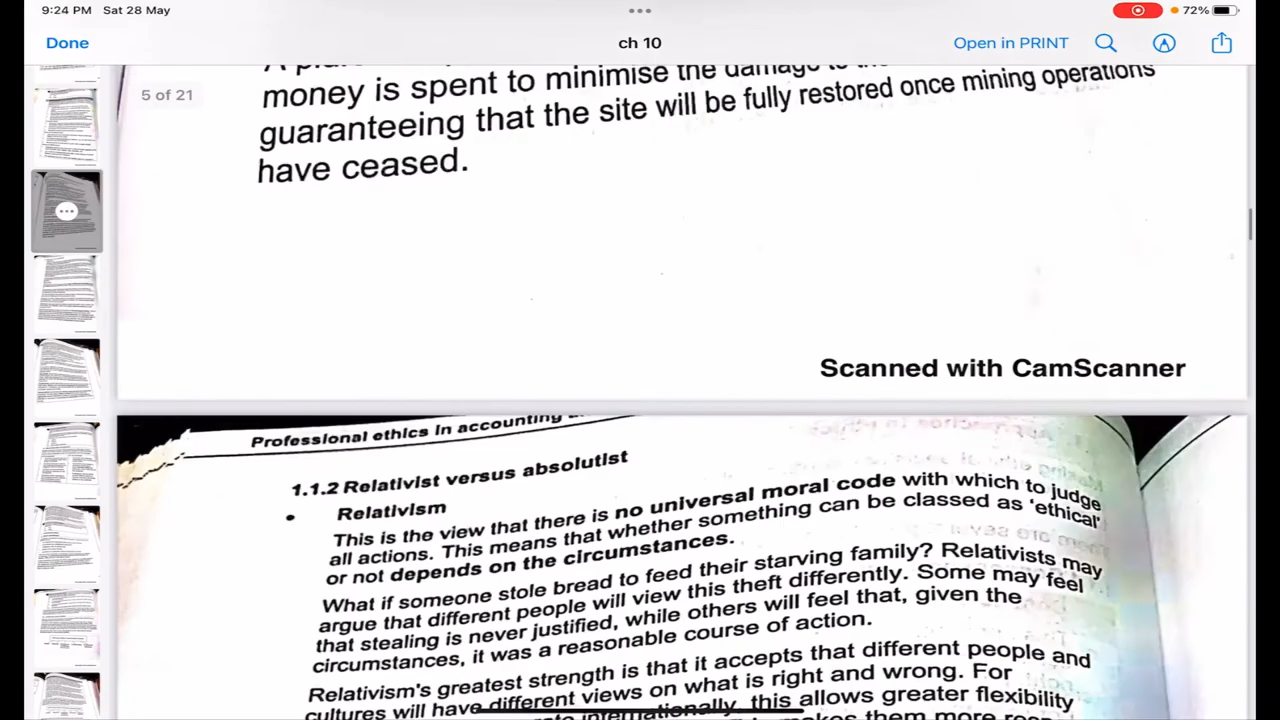 9:24 PM Sat 28 May
72%
Done
ch 10
Open in PRINT
5 of 21
money is spent to minimise the damage to
guaranteeing that the site will be fully restored once mining operations
have ceased.
Scanned with CamScanner
Professional ethics in accounting
1.1.2 Relativist versus absolutist
• Relativism
This is the view that there is no universal moral code with which to judge
all actions. This means that whether something can be classed as 'ethical'
or not depends on the circumstances.
What if someone stole bread to feed their starving family? Relativists may
argue that different people will view this theft differently. Some may feel
that stealing is never justified, while others will feel that, given the
circumstances, it was a reasonable course of action.
Relativism's greatest strength is that it accepts that different people and
cultures will have different views on what is right and wrong. For
internationally, this allows greater flexibility
makes them more